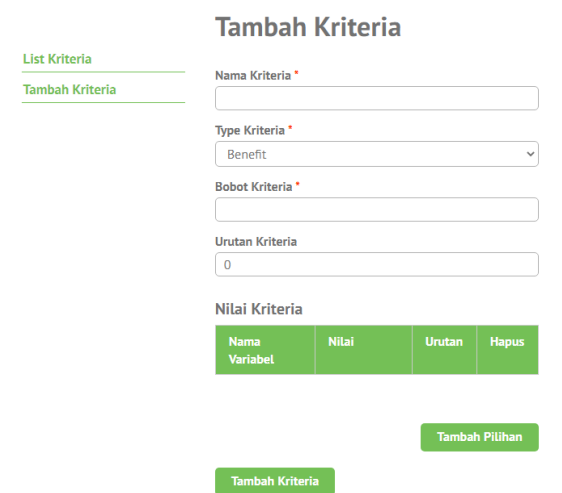 Tambah Kriteria
List Kriteria
Tambah Kriteria
Nama Kriteria *
Type Kriteria *
Benefit
Bobot Kriteria *
Urutan Kriteria
0
Nilai Kriteria
Nama Variabel Nilai Urutan Hapus
Tambah Pilihan
Tambah Kriteria